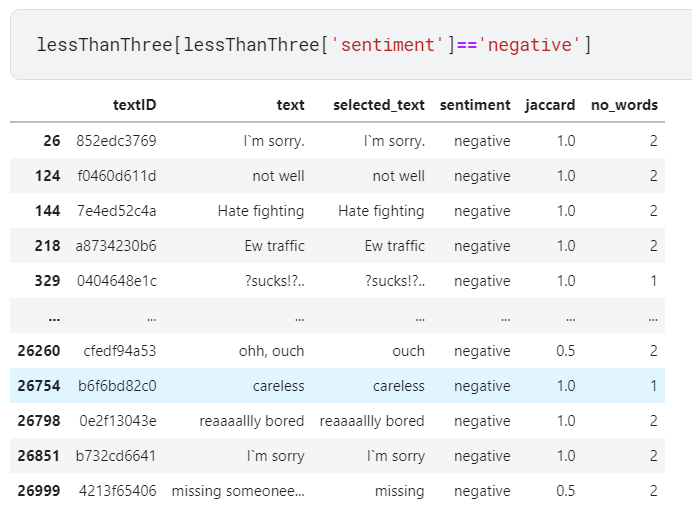 lessThanThree[lessThanThree['sentiment']=='negative']
textID text selected_text sentiment jaccard no_words
26 852edc3769 I`m sorry. I`m sorry. negative 1.0 2
124 f0460d611d not well not well negative 1.0 2
144 7e4ed52c4a Hate fighting Hate fighting negative 1.0 2
218 a8734230b6 Ew traffic Ew traffic negative 1.0 2
329 0404648e1c ?sucks!?.. ?sucks!?.. negative 1.0 1
... ... ... ... ... ... ...
26260 cfedf94a53 ohh, ouch ouch negative 0.5 2
26754 b6f6bd82c0 careless careless negative 1.0 1
26798 0e2f13043e reaaaallly bored reaaaallly bored negative 1.0 2
26851 b732cd6641 I`m sorry I`m sorry negative 1.0 2
26999 4213f65406 missing someonee... missing negative 0.5 2